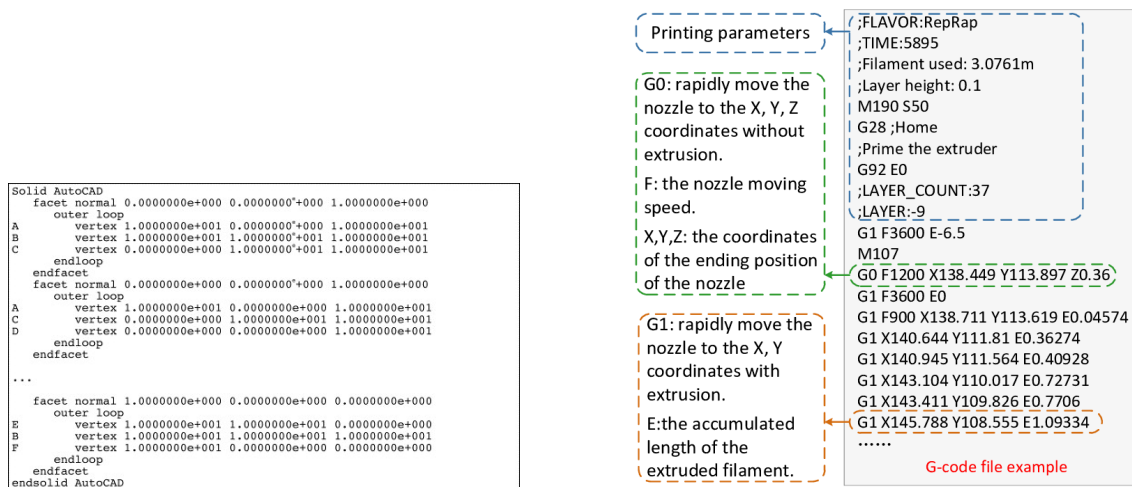 Solid AutoCAD
facet normal 0.0000000e+000 0.0000000"+000 1.0000000e+000
outer loop
A vertex 1.0000000e+001 0.0000000"+000 1.0000000e+001
B vertex 1.0000000e+001 1.0000000"+001 1.0000000e+001
C vertex 0.0000000e+000 1.0000000"+001 1.0000000e+001
endloop
endfacet
facet normal 0.0000000e+000 0.0000000"+000 1.0000000e+000
outer loop
A vertex 1.0000000e+001 0.0000000e+000 1.0000000e+001
C vertex 0.0000000e+000 1.0000000e+001 1.0000000e+001
D vertex 0.0000000e+000 0.0000000e+000 1.0000000e+001
endloop
endfacet
...
facet normal 1.0000000e+000 0.0000000e+000 0.0000000e+000
outer loop
E vertex 1.0000000e+001 1.0000000e+001 0.0000000e+000
B vertex 1.0000000e+001 1.0000000e+001 1.0000000e+001
F vertex 1.0000000e+001 0.0000000e+000 0.0000000e+000
endloop
endfacet
endsolid AutoCAD
Printing parameters
G0: rapidly move the
nozzle to the X, Y, Z
coordinates without
extrusion.
F: the nozzle moving
speed.
X,Y,Z: the coordinates
of the ending position
of the nozzle
G1: rapidly move the
nozzle to the X, Y
coordinates with
extrusion.
E:the accumulated
length of the
extruded filament.
;FLAVOR:RepRap
;TIME:5895
;Filament used: 3.0761m
;Layer height: 0.1
M190 S50
G28 ;Home
;Prime the extruder
G92 E0
;LAYER_COUNT:37
;LAYER:-9
G1 F3600 E-6.5
M107
G0 F1200 X138.449 Y113.897 Z0.36
G1 F3600 E0
G1 F900 X138.711 Y113.619 E0.04574
G1 X140.644 Y111.81 E0.36274
G1 X140.945 Y111.564 E0.40928
G1 X143.104 Y110.017 E0.72731
G1 X143.411 Y109.826 E0.7706
G1 X145.788 Y108.555 E1.09334
......
G-code file example